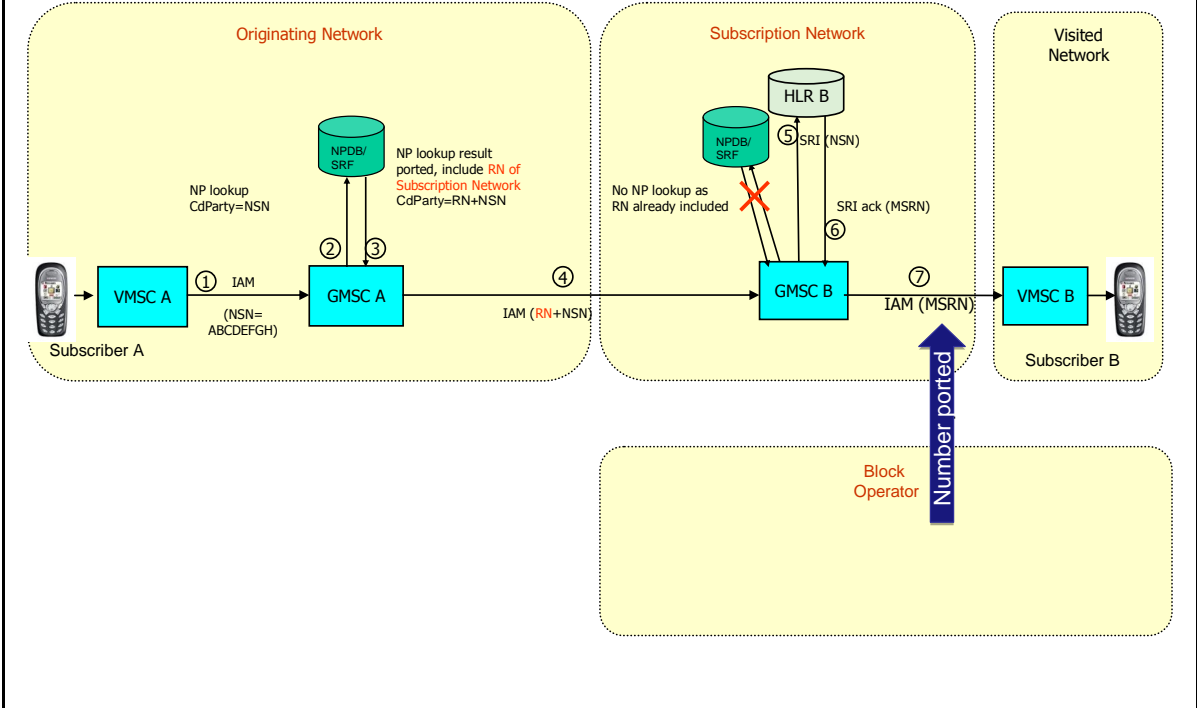 Originating Network
Subscription Network
Visited
Network
HLR B
NPDB/
SRF
NP lookup result
ported, include RN of
Subscription Network
CdParty=RN+NSN
NP lookup
CdParty=NSN
NPDB/
SRF
5
SRI (NSN)
No NP lookup as
RN already included
SRI ack (MSRN)
6
2
3
1
IAM
(NSN=
ABCDEFGH)
VMSC A
GMSC A
4
IAM (RN+NSN)
GMSC B
7
IAM (MSRN)
VMSC B
Subscriber A
Subscriber B
Number ported
Block
Operator